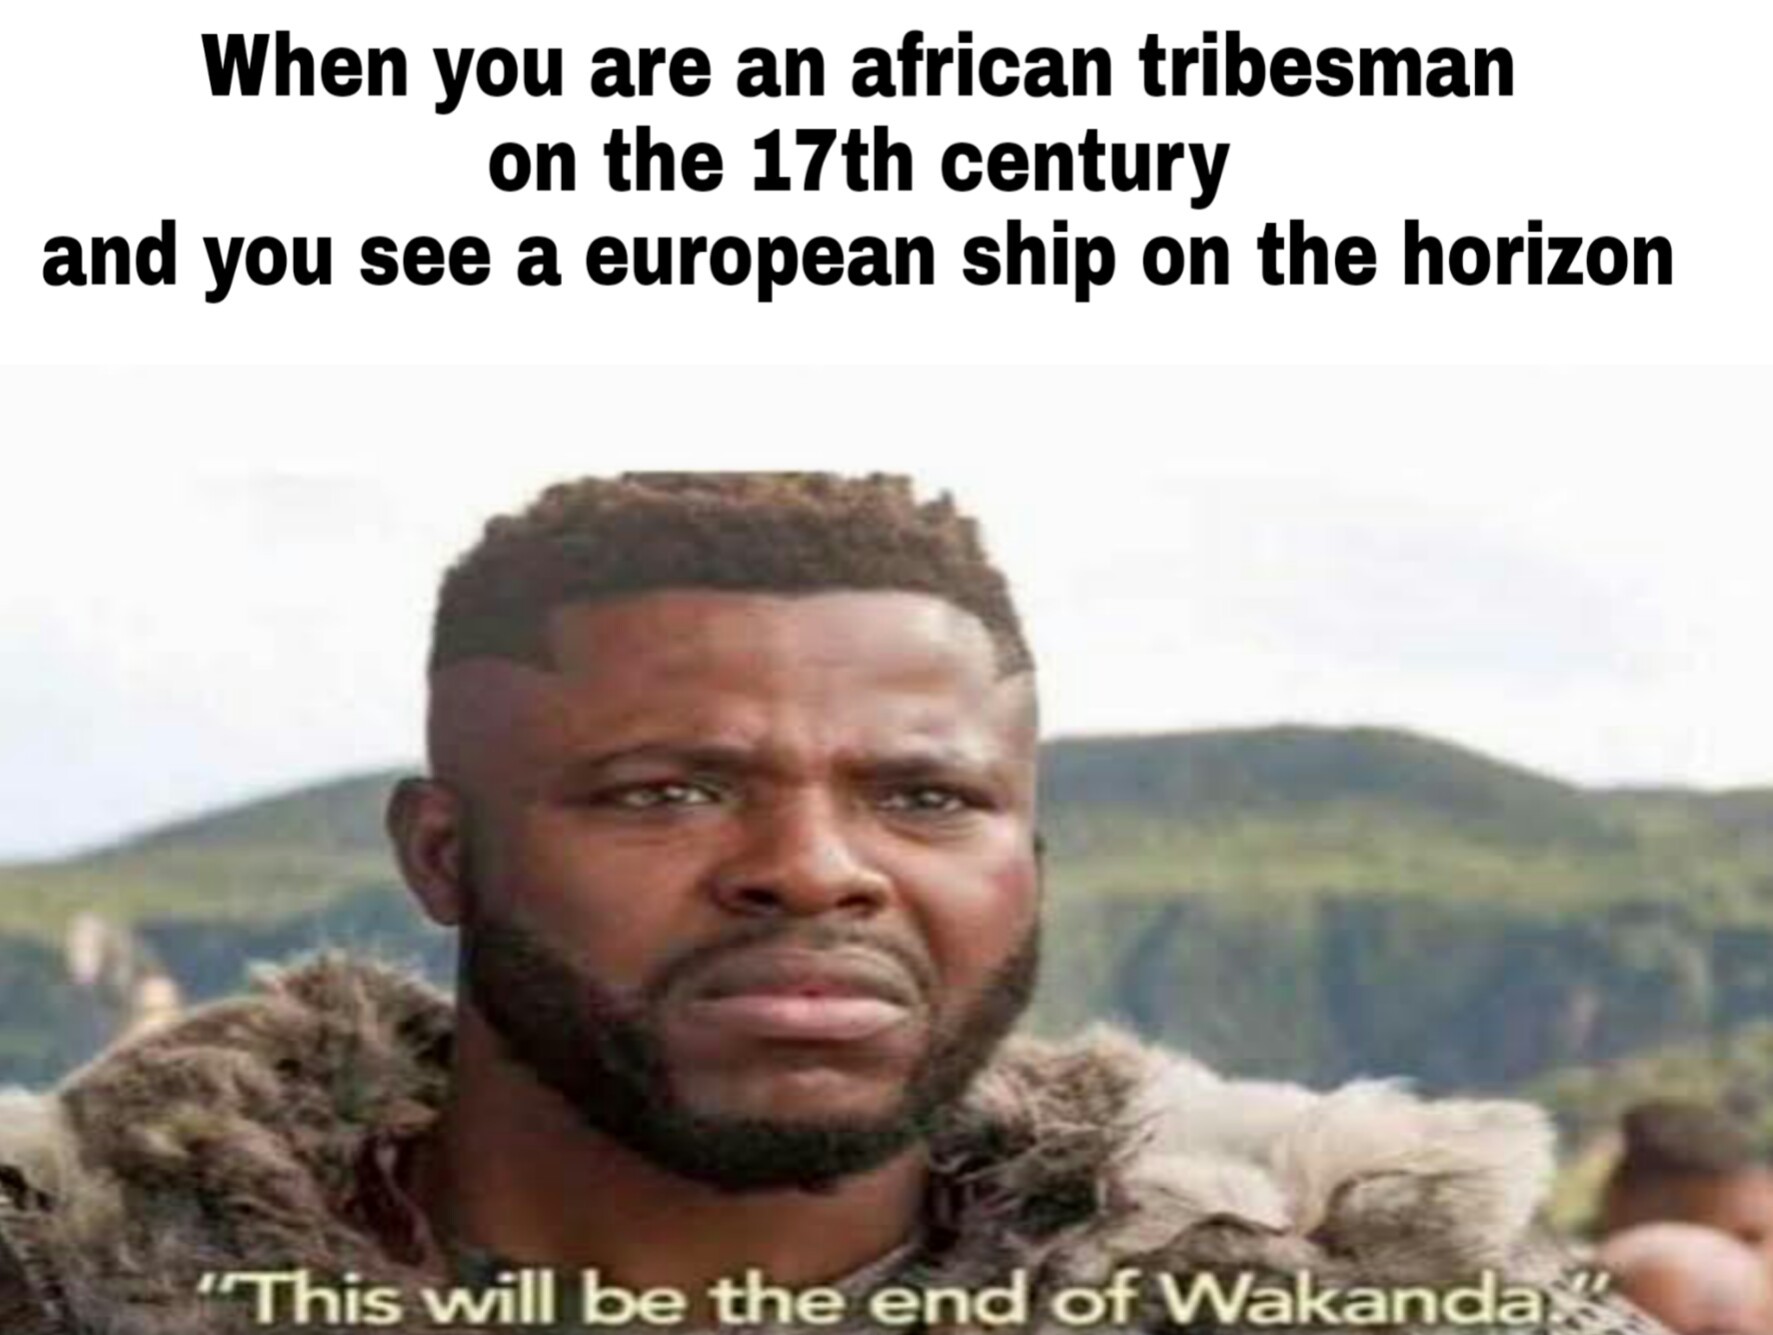 When you are an african tribesman
on the 17th century
and you see a european ship on the horizon
"This will be the end of Wakanda."